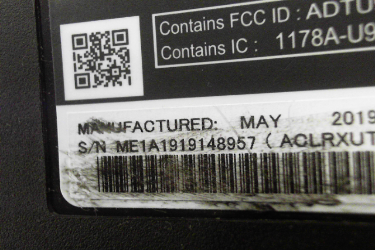 Contains FCC ID : ADTU
Contains IC : 1178A-U9
MANUFACTURED: MAY 2019
S/N ME1A1919148957 ( ACLRXUT